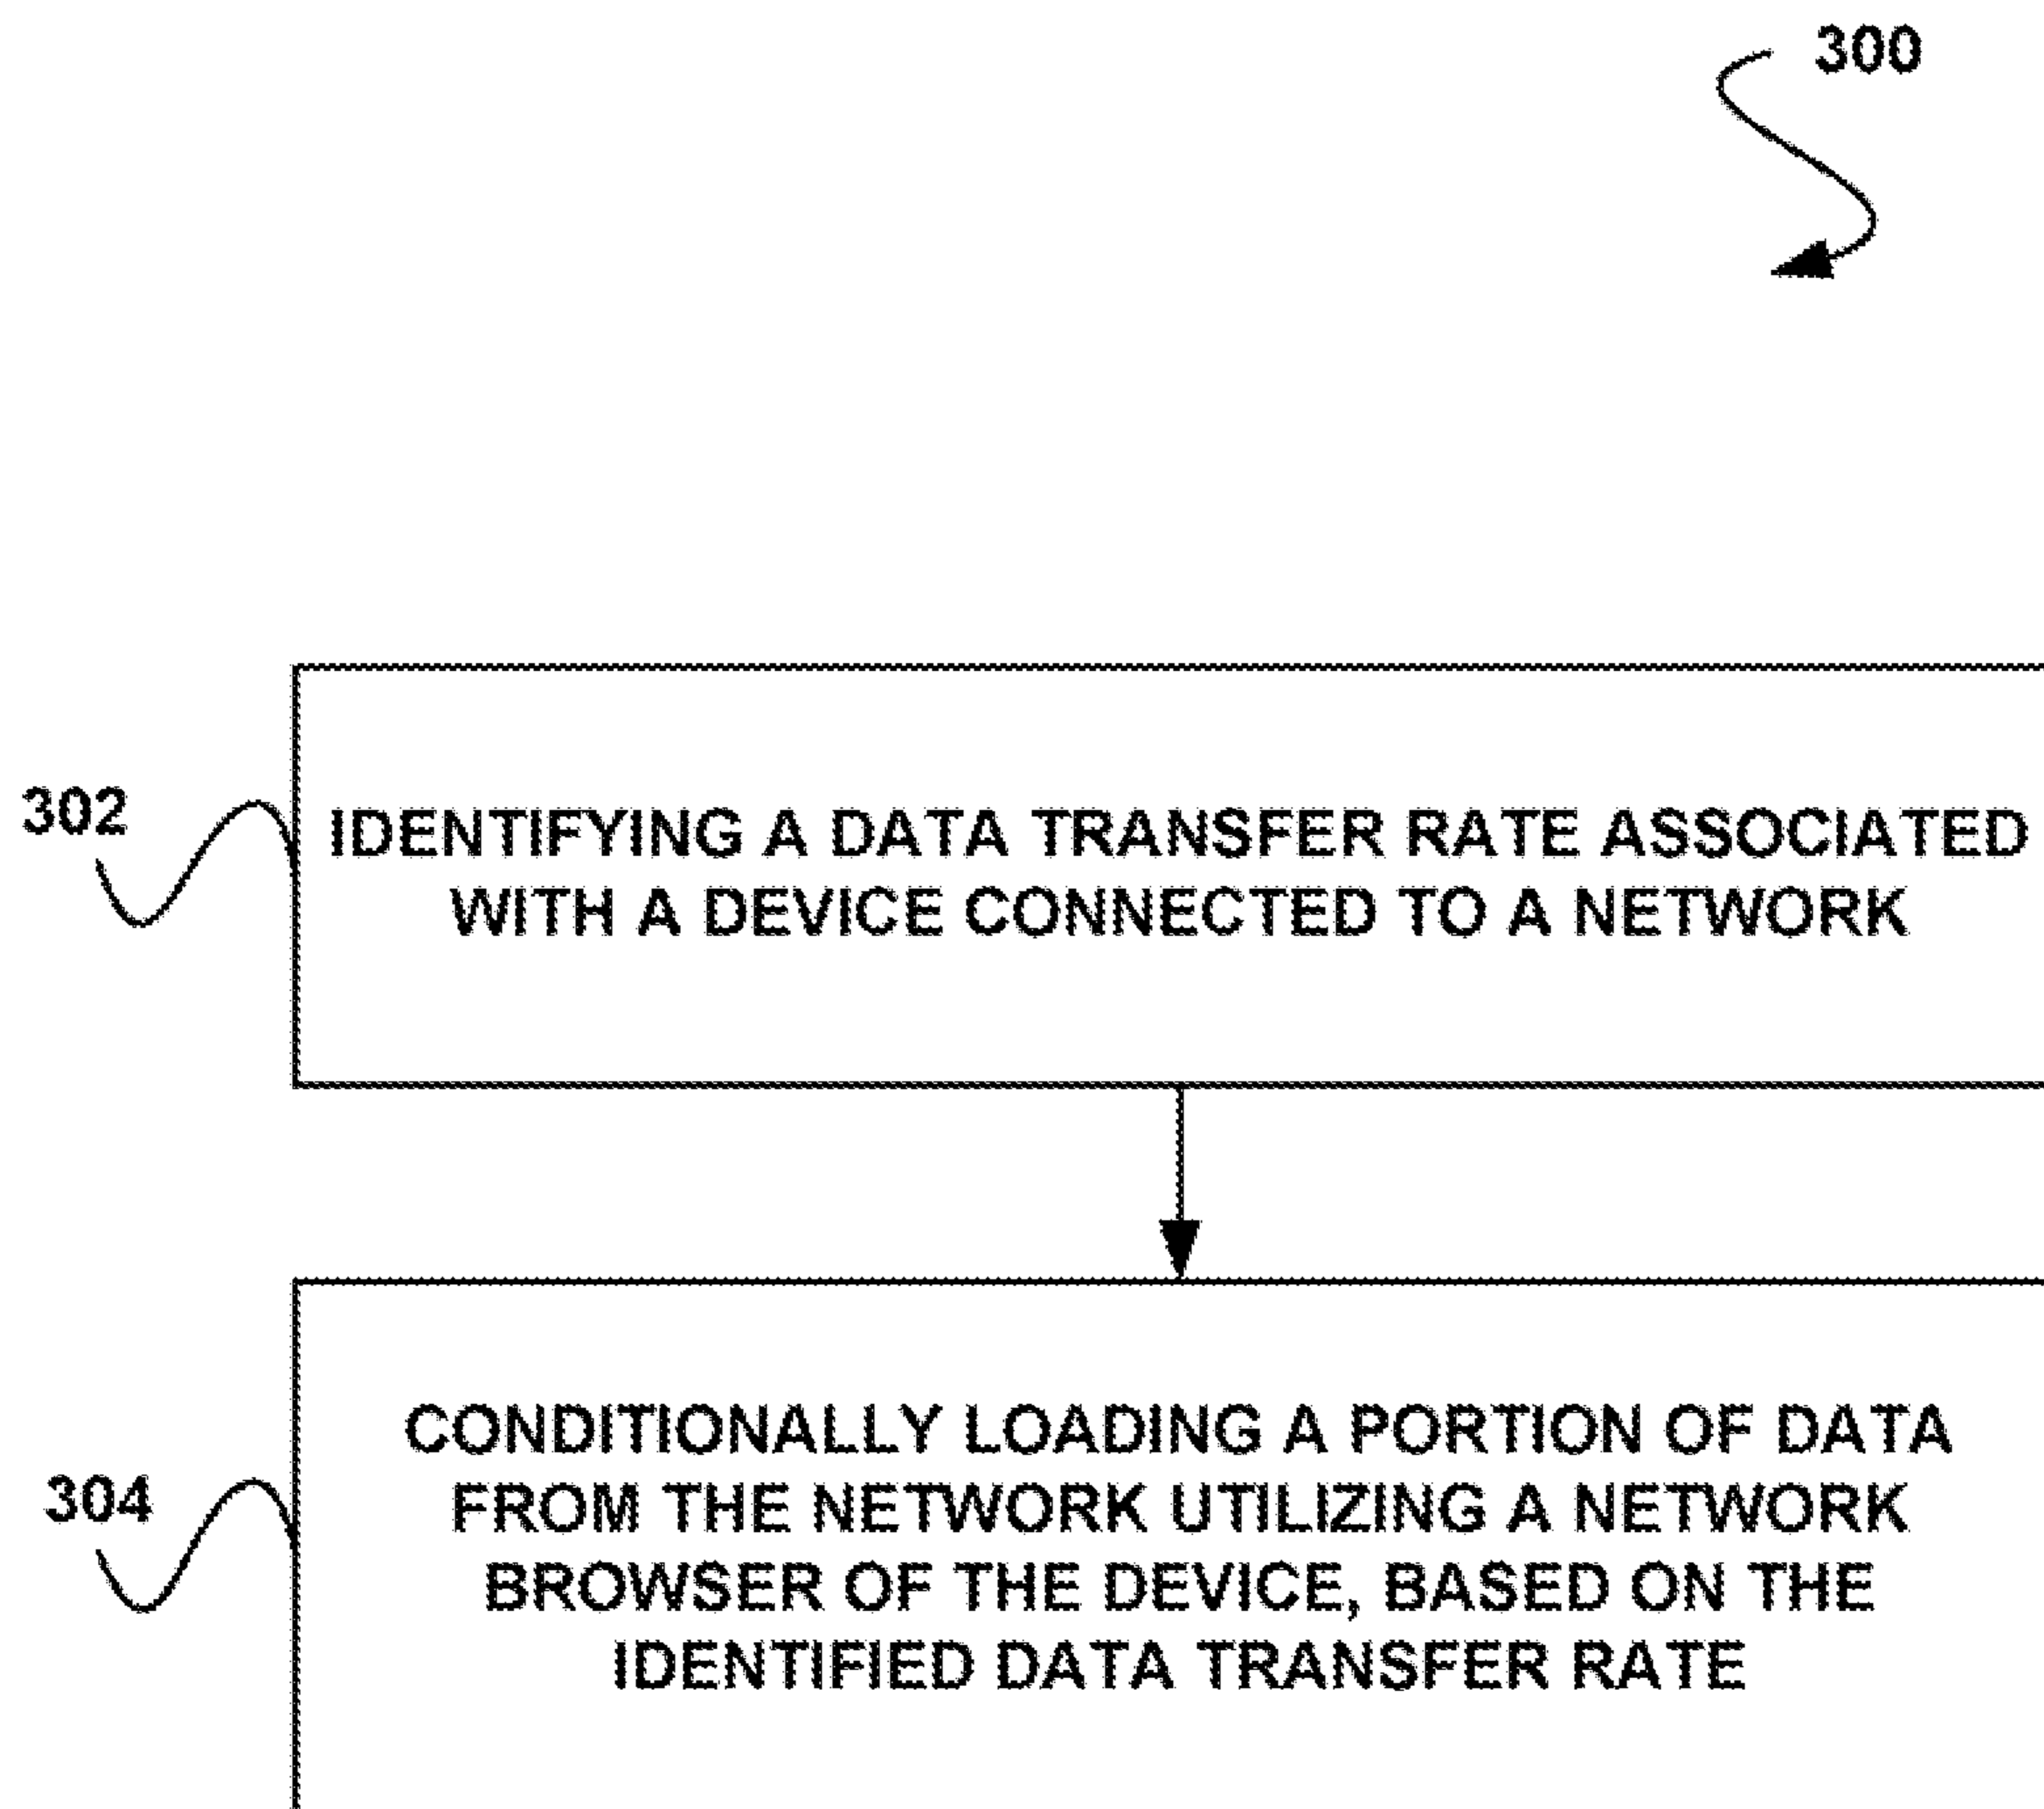 300
302
IDENTIFYING A DATA TRANSFER RATE ASSOCIATED
WITH A DEVICE CONNECTED TO A NETWORK
304
CONDITIONALLY LOADING A PORTION OF DATA
FROM THE NETWORK UTILIZING A NETWORK
BROWSER OF THE DEVICE, BASED ON THE
IDENTIFIED DATA TRANSFER RATE